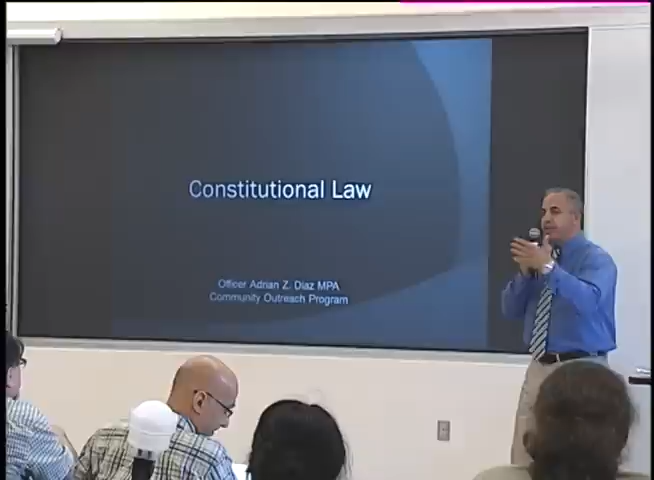 Constitutional Law
Officer Adrian Z. Diaz MPA
Community Outreach Program